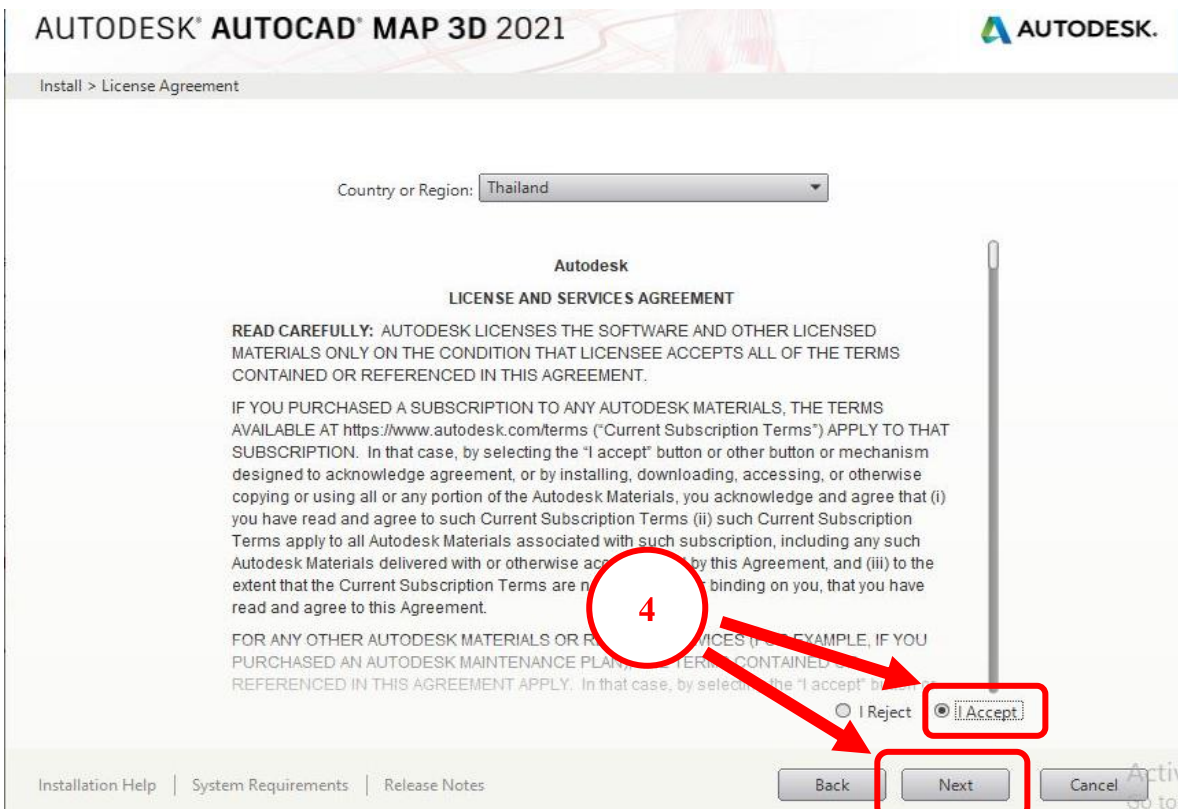 AUTODESK® AUTOCAD® MAP 3D 2021
AUTODESK.
Install > License Agreement
Country or Region: Thailand
Autodesk
LICENSE AND SERVICES AGREEMENT
READ CAREFULLY: AUTODESK LICENSES THE SOFTWARE AND OTHER LICENSED
MATERIALS ONLY ON THE CONDITION THAT LICENSEE ACCEPTS ALL OF THE TERMS
CONTAINED OR REFERENCED IN THIS AGREEMENT.
IF YOU PURCHASED A SUBSCRIPTION TO ANY AUTODESK MATERIALS, THE TERMS
AVAILABLE AT https://www.autodesk.com/terms (“Current Subscription Terms”) APPLY TO THAT
SUBSCRIPTION. In that case, by selecting the “I accept” button or other button or mechanism
designed to acknowledge agreement, or by installing, downloading, accessing, or otherwise
copying or using all or any portion of the Autodesk Materials, you acknowledge and agree that (i)
you have read and agree to such Current Subscription Terms (ii) such Current Subscription
Terms apply to all Autodesk Materials associated with such subscription, including any such
Autodesk Materials delivered with or otherwise by this Agreement, and (iii) to the
extent that the Current Subscription Terms are binding on you, that you have
read and agree to this Agreement.
4
FOR ANY OTHER AUTODESK MATERIALS OR EXAMPLE, IF YOU
PURCHASED AN AUTODESK MAINTENANCE PLAN TERMS CONTAINED
REFERENCED IN THIS AGREEMENT APPLY. In that case, by selecting the “I accept”
I Reject I Accept
Installation Help | System Requirements | Release Notes
Back Next Cancel